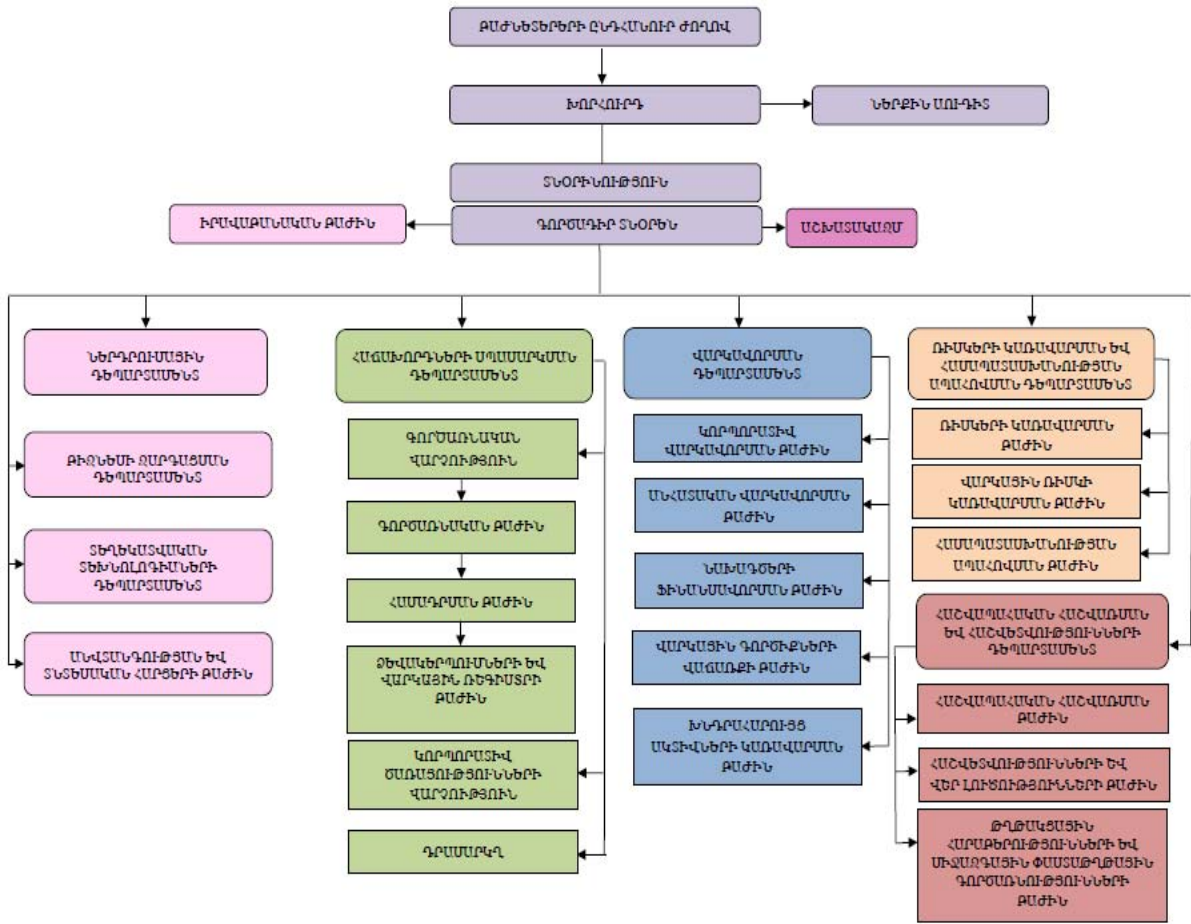 ԲԱԺՆԵՏԵՐԵՐԻ ԸՆԴՀԱՆՈՒՐ ԺՈՂՈՎ
ԽՈՐՀՈՒՐԴ
ՆԵՐՔԻՆ ԱՈՒԴԻՏ
ՏՆՕՐԻՆՈՒԹՅՈՒՆ
ԻՐԱՎԱԲԱՆԱԿԱՆ ԲԱԺԻՆ
ԳՈՐԾԱԴԻՐ ՏՆՕՐԵՆ
ԱՇԽԱՏԱԿԱԶՄ
ՆԵՐԴՐՈՒՄԱՅԻՆ
ԴԵՊԱՐՏԱՄԵՆՏ
ԲԻԶՆԵՍԻ ԶԱՐԳԱՑՄԱՆ
ԴԵՊԱՐՏԱՄԵՆՏ
ՏԵՂԵԿԱՏՎԱԿԱՆ
ՏԵԽՆՈԼՈԳԻԱՆԵՐԻ
ԴԵՊԱՐՏԱՄԵՆՏ
ԱՆՎՏԱՆԳՈՒԹՅԱՆ ԵՎ
ՏՆՏԵՍԱԿԱՆ ՀԱՐՑԵՐԻ ԲԱԺԻՆ
ՀԱՃԱԽՈՐԴՆԵՐԻ ՍՊԱՍԱՐԿՄԱՆ
ԴԵՊԱՐՏԱՄԵՆՏ
ԳՈՐԾԱՌՆԱԿԱՆ
ՎԱՐՉՈՒԹՅՈՒՆ
ԳՈՐԾԱՌՆԱԿԱՆ ԲԱԺԻՆ
ՀԱՄԱԴՐՄԱՆ ԲԱԺԻՆ
ՁԵՎԱԿԵՐՊՈՒՄՆԵՐԻ ԵՎ
ՎԱՐԿԱՅԻՆ ՌԵԳԻՍՏՐԻ
ԲԱԺԻՆ
ԿՈՐՊՈՐԱՏԻՎ
ԾԱՌԱՅՈՒԹՅՈՒՆՆԵՐԻ
ՎԱՐՉՈՒԹՅՈՒՆ
ԴՐԱՄԱՐԿՂ
ՎԱՐԿԱՎՈՐՄԱՆ
ԴԵՊԱՐՏԱՄԵՆՏ
ԿՈՐՊՈՐԱՏԻՎ
ՎԱՐԿԱՎՈՐՄԱՆ ԲԱԺԻՆ
ԱՆՀԱՏԱԿԱՆ ՎԱՐԿԱՎՈՐՄԱՆ
ԲԱԺԻՆ
ՆԱԽԱԳԾԵՐԻ
ՖԻՆԱՆՍԱՎՈՐՄԱՆ ԲԱԺԻՆ
ՎԱՐԿԱՅԻՆ ԳՈՐԾԻՔՆԵՐԻ
ՎԱՃԱՌՔԻ ԲԱԺԻՆ
ԽՆԴՐԱՀԱՐՈՒՅՑ
ԱԿՏԻՎՆԵՐԻ ԿԱՌԱՎԱՐՄԱՆ
ԲԱԺԻՆ
ՌԻՍԿԵՐԻ ԿԱՌԱՎԱՐՄԱՆ ԵՎ
ՀԱՄԱՊԱՏԱՍԽԱՆՈՒԹՅԱՆ
ԱՊԱՀՈՎՄԱՆ ԴԵՊԱՐՏԱՄԵՆՏ
ՌԻՍԿԵՐԻ ԿԱՌԱՎԱՐՄԱՆ
ԲԱԺԻՆ
ՎԱՐԿԱՅԻՆ ՌԻՍԿԻ
ԿԱՌԱՎԱՐՄԱՆ ԲԱԺԻՆ
ՀԱՄԱՊԱՏԱՍԽԱՆՈՒԹՅԱՆ
ԱՊԱՀՈՎՄԱՆ ԲԱԺԻՆ
ՀԱՇՎԱՊԱՀԱԿԱՆ ՀԱՇՎԱՌՄԱՆ
ԵՎ ՀԱՇՎԵՏՎՈՒԹՅՈՒՆՆԵՐԻ
ԴԵՊԱՐՏԱՄԵՆՏ
ՀԱՇՎԱՊԱՀԱԿԱՆ ՀԱՇՎԱՌՄԱՆ
ԲԱԺԻՆ
ՀԱՇՎԵՏՎՈՒԹՅՈՒՆՆԵՐԻ ԵՎ
ՎԵՐ ԼՈՒԾՈՒԹՅՈՒՆՆԵՐԻ ԲԱԺԻՆ
ԹՂԹԱԿՑԱՅԻՆ
ՀԱՐԱԲԵՐՈՒԹՅՈՒՆՆԵՐԻ ԵՎ
ՄԻՋԱԶԳԱՅԻՆ ՓԱՍՏԱԹՂԹԱՅԻՆ
ԳՈՐԾԱՌՆՈՒԹՅՈՒՆՆԵՐԻ
ԲԱԺԻՆ